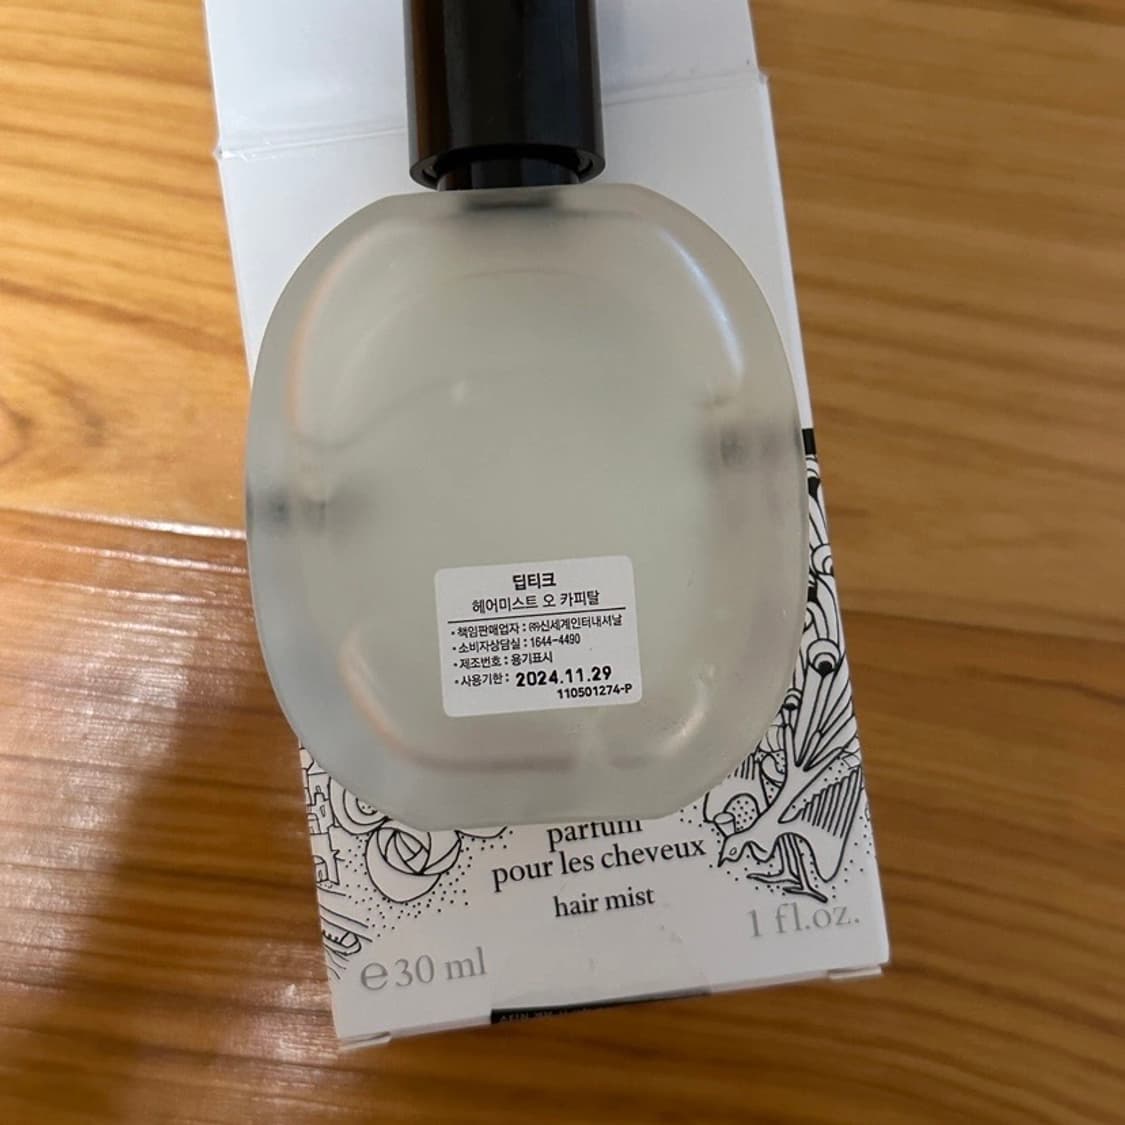 딥티크
헤어미스트 오 카피탈
• 책임판매업자 : ㈜신세계인터내셔날
• 소비자상담실 : 1644-4490
• 제조번호 : 용기표시
• 사용기한 : 2024.11.29
110501274-P
parfum
pour les cheveux
hair mist
e 30 ml
1 fl.oz.